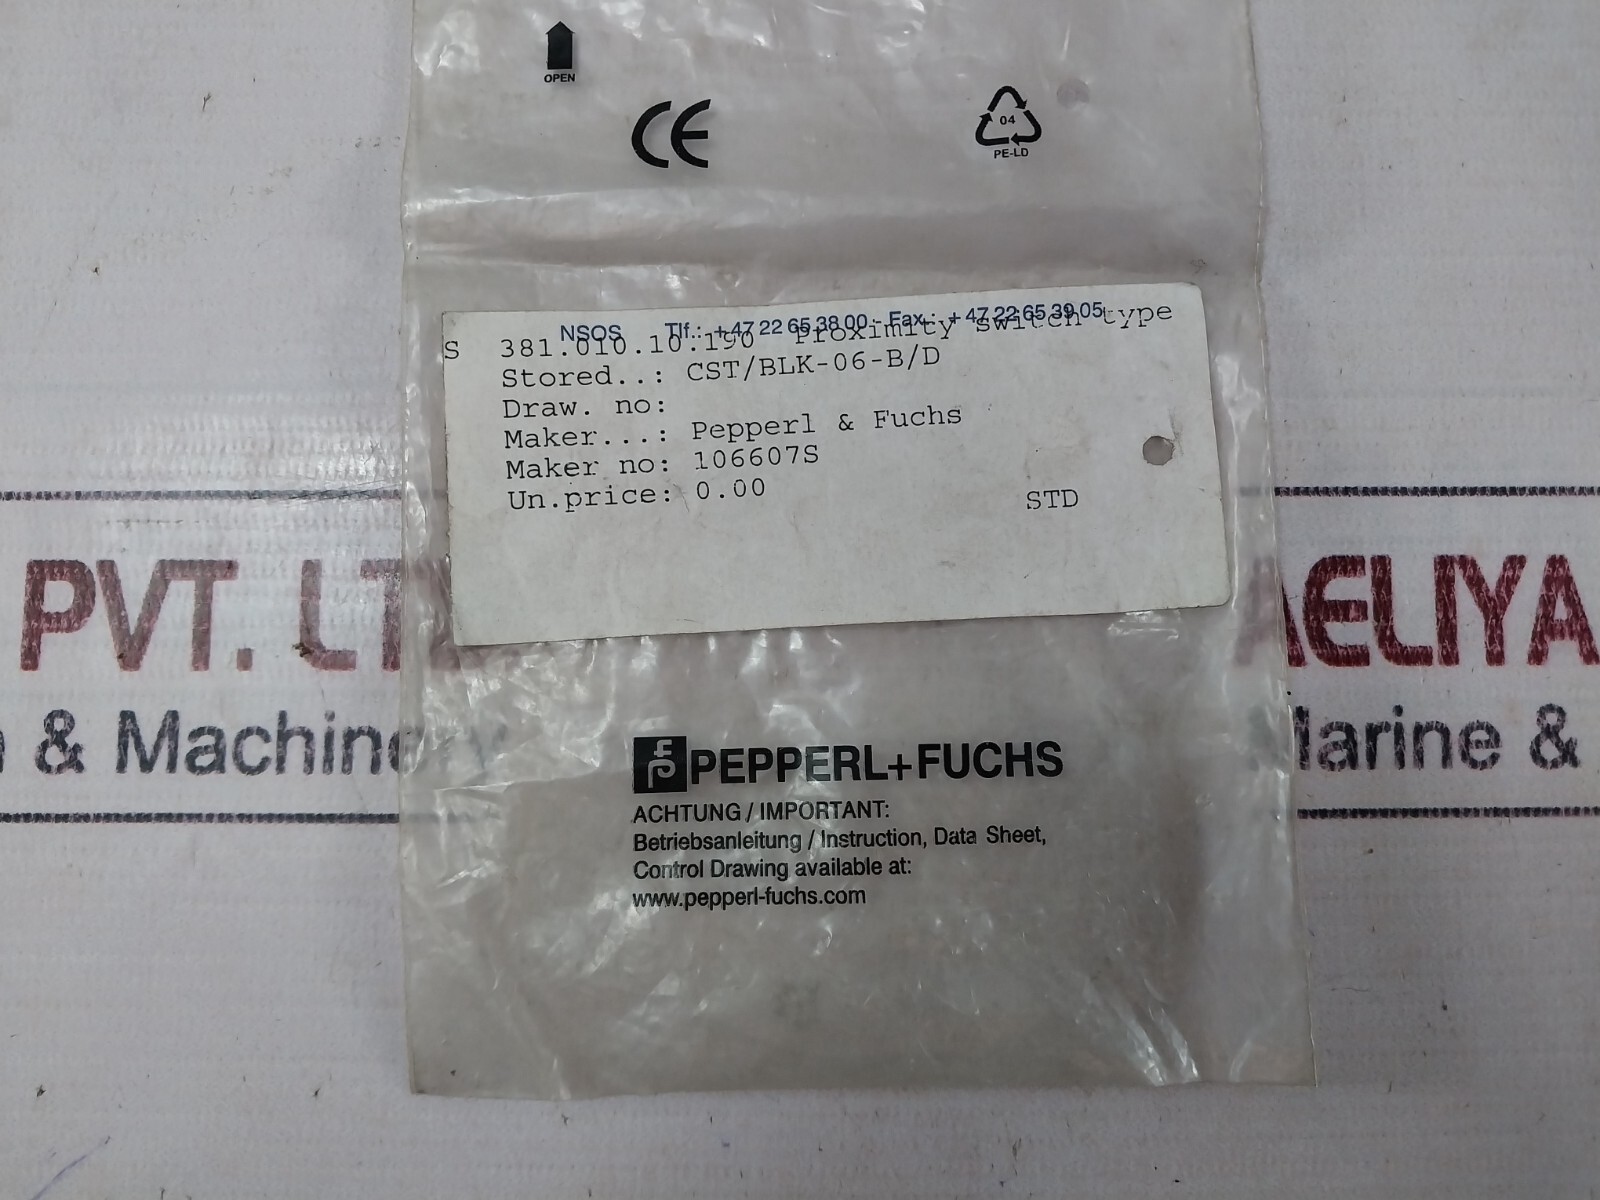 OPEN
CE
04
PE-LD
NSOS Tlf.: +47 22 65 38 00 - Fax.: +47 22 65 39 05
S 381.010.10.190 Proximity switch type
Stored..: CST/BLK-06-B/D
Draw. no:
Maker...: Pepperl & Fuchs
Maker no: 106607S
Un.price: 0.00 STD
PVT. LT AELIYA
& Machin arine &
PEPPERL+FUCHS
ACHTUNG / IMPORTANT:
Betriebsanleitung / Instruction, Data Sheet,
Control Drawing available at:
www.pepperl-fuchs.com